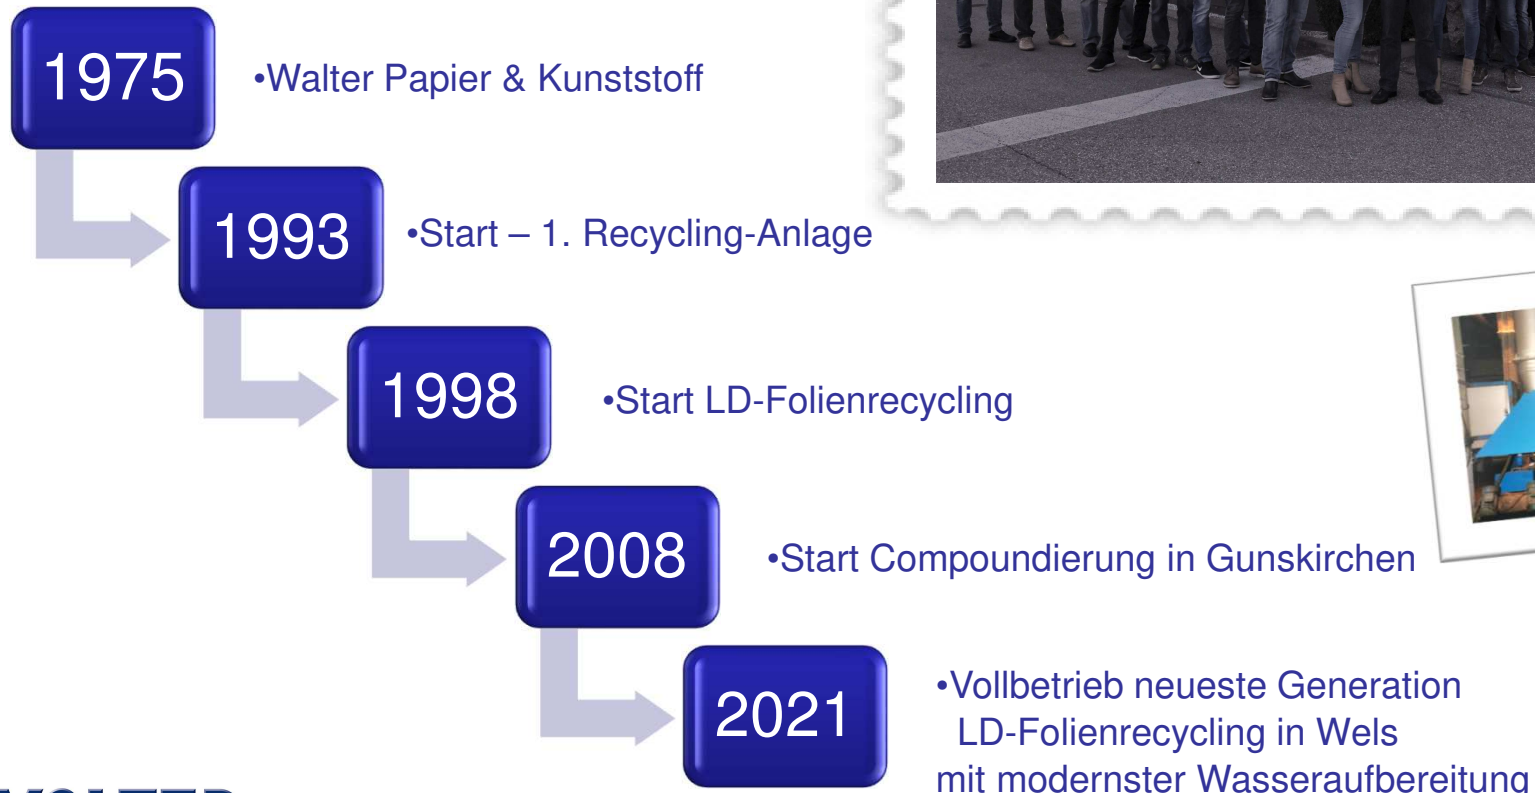 1975
•Walter Papier & Kunststoff
1993
•Start – 1. Recycling-Anlage
1998
•Start LD-Folienrecycling
2008
•Start Compoundierung in Gunskirchen
2021
•Vollbetrieb neueste Generation
LD-Folienrecycling in Wels
mit modernster Wasseraufbereitung